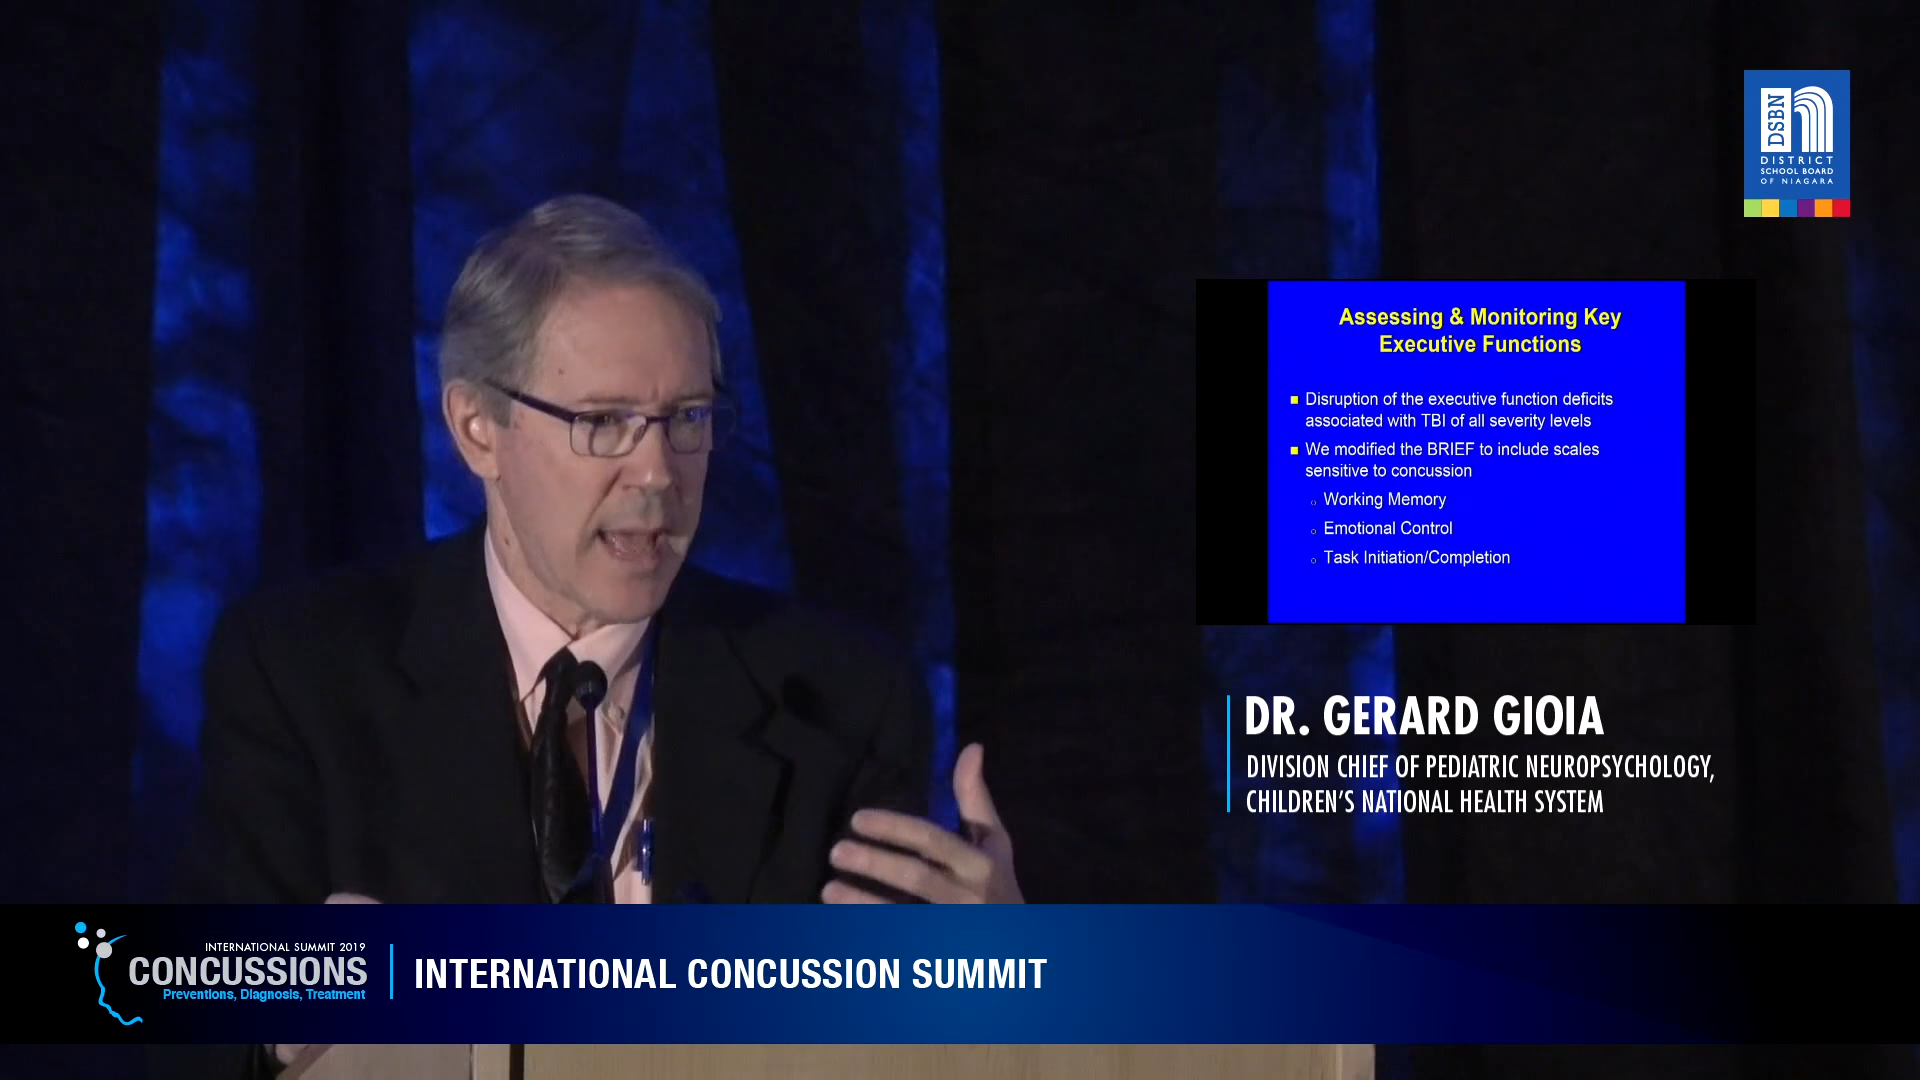 DSBN
DISTRICT
SCHOOL BOARD
OF NIAGARA
Assessing & Monitoring Key
Executive Functions
Disruption of the executive function deficits
associated with TBI of all severity levels
We modified the BRIEF to include scales
sensitive to concussion
Working Memory
Emotional Control
Task Initiation/Completion
DR. GERARD GIOIA
DIVISION CHIEF OF PEDIATRIC NEUROPSYCHOLOGY,
CHILDREN'S NATIONAL HEALTH SYSTEM
INTERNATIONAL SUMMIT 2019
CONCUSSIONS
Preventions, Diagnosis, Treatment
INTERNATIONAL CONCUSSION SUMMIT